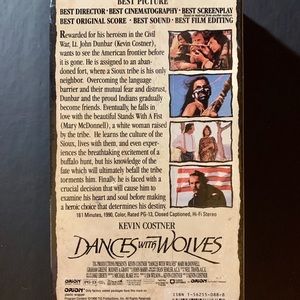 BEST PICTURE
BEST DIRECTOR · BEST CINEMATOGRAPHY · BEST SCREENPLAY
BEST ORIGINAL SCORE · BEST SOUND · BEST FILM EDITING
Rewarded for his heroism in the Civil
War, Lt. John Dunbar (Kevin Costner),
wants to see the American frontier before
it is gone. He is assigned to an aban-
doned fort, where a Sioux tribe is his only
neighbor. Overcoming the language
barrier and their mutual fear and distrust,
Dunbar and the proud Indians gradually
become friends. Eventually, he falls in
love with the beautiful Stands With A Fist
(Mary McDonnell), a white woman raised
by the tribe. He learns the culture of the
Sioux, lives with them, and even experi-
ences the breathtaking excitement of a
buffalo hunt, but his knowledge of the
fate which will ultimately befall the tribe
torments him. Finally, he is faced with a
crucial decision that will cause him to
examine his heart and soul before making
a heroic choice that determines his destiny.
181 Minutes, 1990, Color, Rated PG-13, Closed Captioned, Hi-Fi Stereo
KEVIN COSTNER
DANCES WITH WOLVES
ORION
ORION
1-56255-088-8